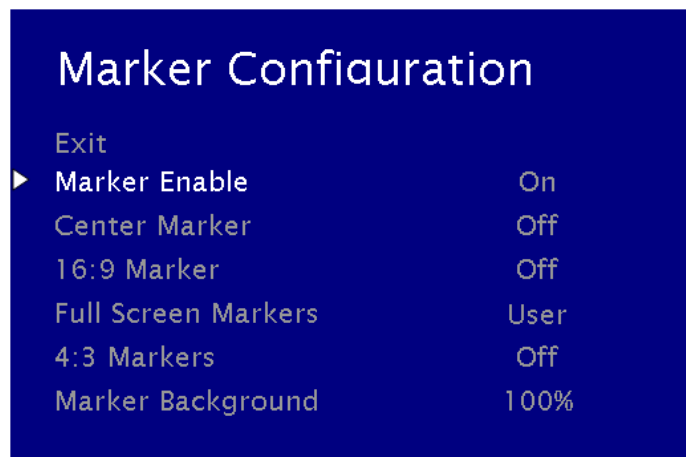 Marker Configuration
Exit
Marker Enable On
Center Marker Off
16:9 Marker Off
Full Screen Markers User
4:3 Markers Off
Marker Background 100%